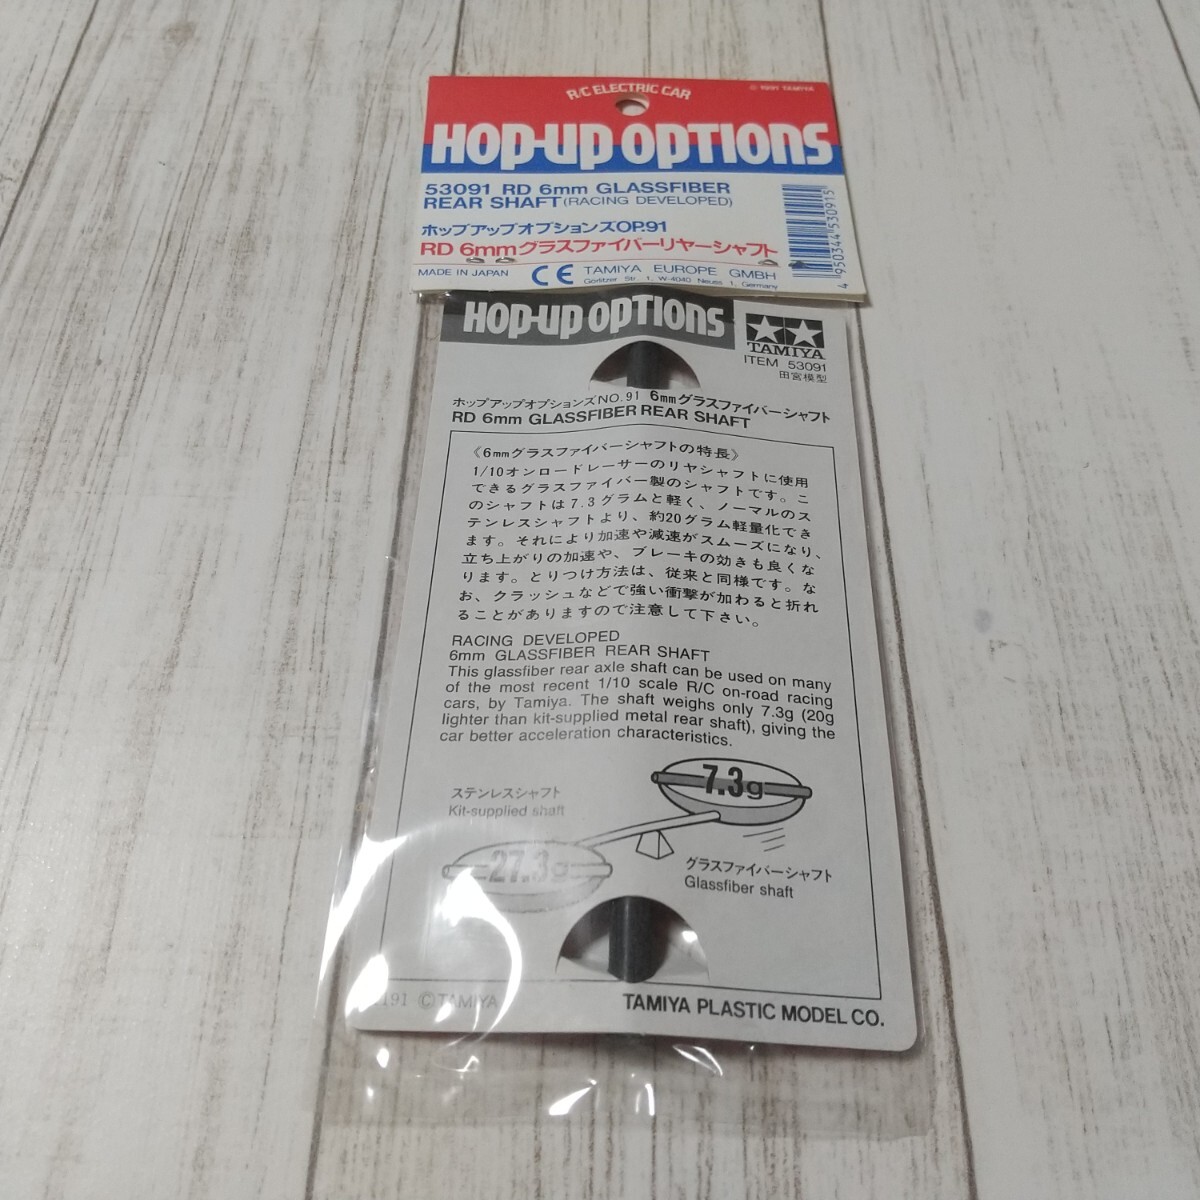 R/C ELECTRIC CAR
© 1991 TAMIYA
HOP-UP OPTIONS
53091 RD 6mm GLASSFIBER
REAR SHAFT (RACING DEVELOPED)
ホップアップオプションズOP.91
RD 6mmグラスファイバーリヤーシャフト
MADE IN JAPAN CE TAMIYA EUROPE GMBH
Görlitzer Str. 1, W-4040 Neuss 1, Germany
4 950344 530915
HOP-UP OPTIONS
TAMIYA
ITEM 53091
田宮模型
ホップアップオプションズNO.91 6mmグラスファイバーシャフト
RD 6mm GLASSFIBER REAR SHAFT
《6mmグラスファイバーシャフトの特長》
1/10オンロードレーサーのリヤシャフトに使用
できるグラスファイバー製のシャフトです。こ
のシャフトは7.3グラムと軽く、ノーマルのス
テンレスシャフトより、約20グラム軽量化でき
ます。それにより加速や減速がスムーズになり、
立ち上がりの加速や、ブレーキの効きも良くな
ります。とりつけ方法は、従来と同様です。な
お、クラッシュなどで強い衝撃が加わると折れ
ることがありますので注意して下さい。
RACING DEVELOPED
6mm GLASSFIBER REAR SHAFT
This glassfiber rear axle shaft can be used on many
of the most recent 1/10 scale R/C on-road racing
cars, by Tamiya. The shaft weighs only 7.3g (20g
lighter than kit-supplied metal rear shaft), giving the
car better acceleration characteristics.
7.3g
ステンレスシャフト
Kit-supplied shaft
27.3g
グラスファイバーシャフト
Glassfiber shaft
191 ©TAMIYA
TAMIYA PLASTIC MODEL CO.